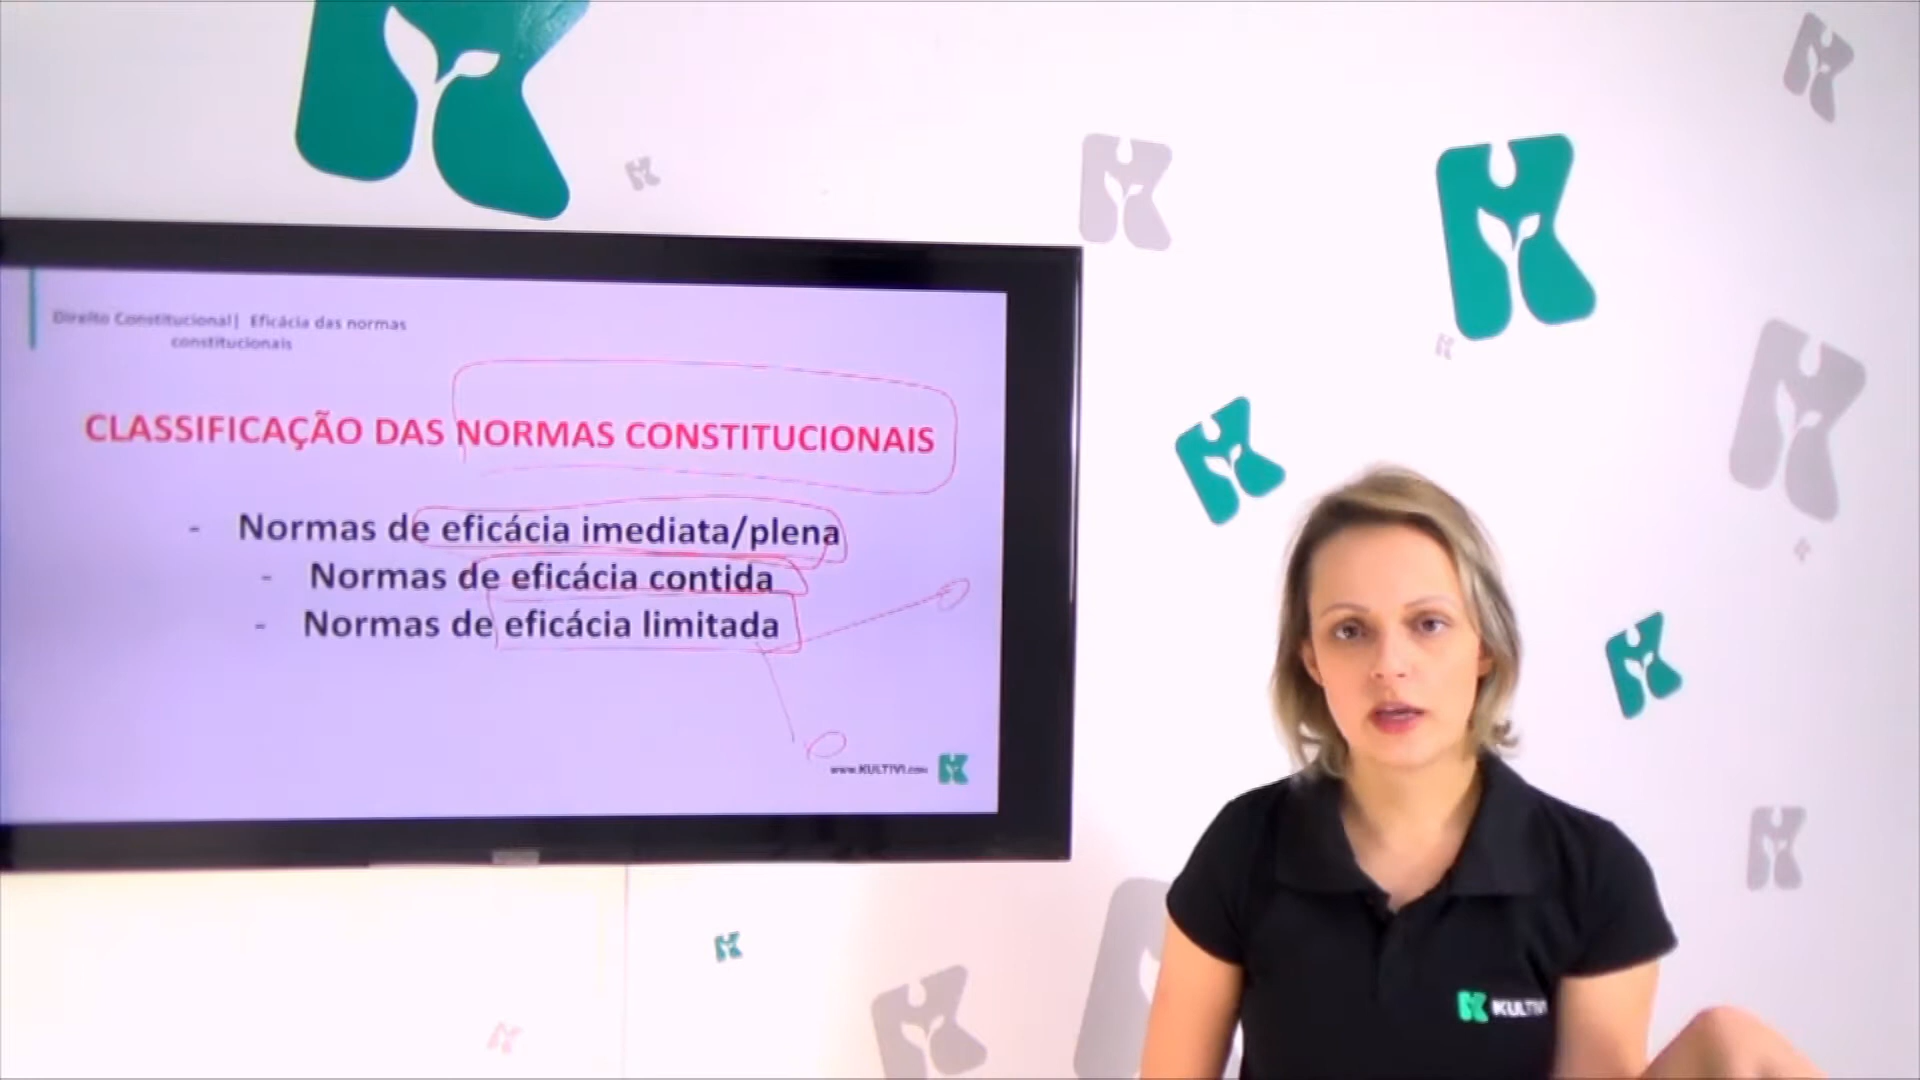 Direito Constitucional| Eficácia das normas
constitucionais
CLASSIFICAÇÃO DAS NORMAS CONSTITUCIONAIS
- Normas de eficácia imediata/plena
- Normas de eficácia contida
- Normas de eficácia limitada
www.KULTIVI.com
KULTIVI